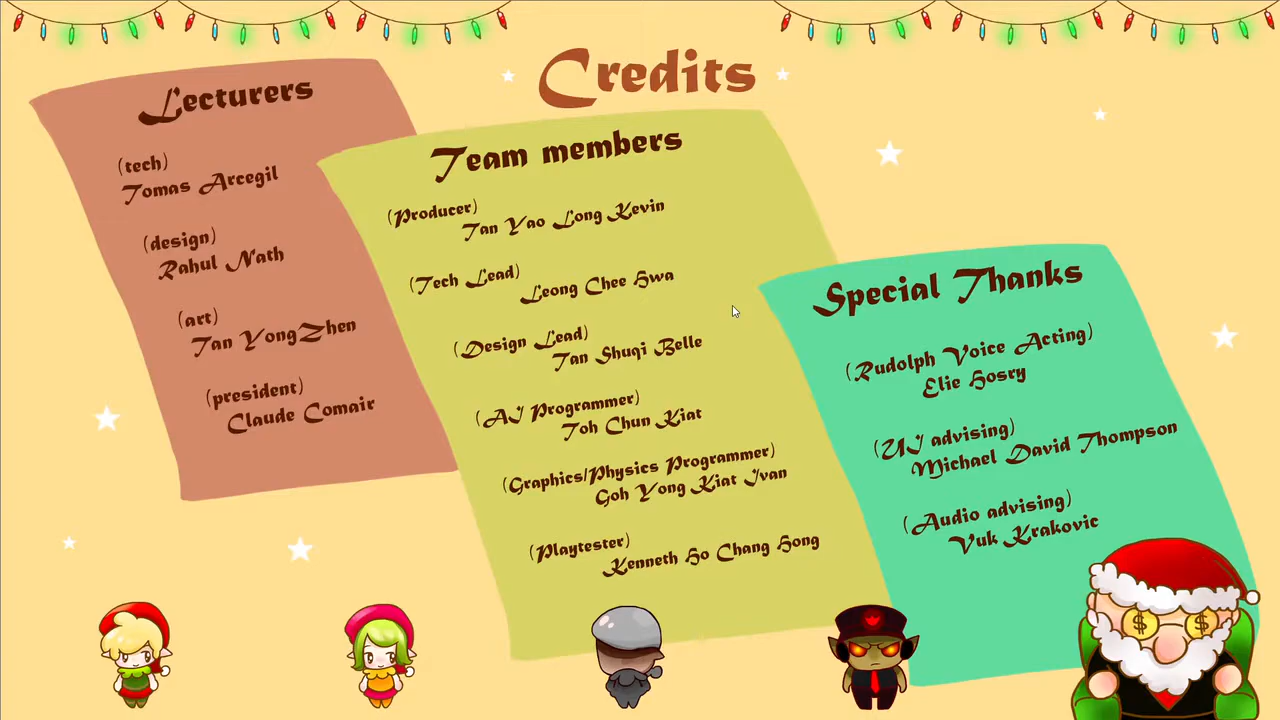 Credits
Lecturers
(tech)
Tomas Arcegil
(design)
Rahul Nath
(art)
Tan YongZhen
(president)
Claude Comair
Team members
(Producer)
Tan Yao Long Kevin
(Tech Lead)
Leong Chee Hwa
(Design Lead)
Tan Shuqi Belle
(AI Programmer)
Toh Chun Kiat
(Graphics/Physics Programmer)
Goh Yong Kiat Ivan
(Playtester)
Kenneth Ho Chang Hong
Special Thanks
(Rudolph Voice Acting)
Elie Hosry
(UI advising)
Michael David Thompson
(Audio advising)
Vuk Krakovic
$ $